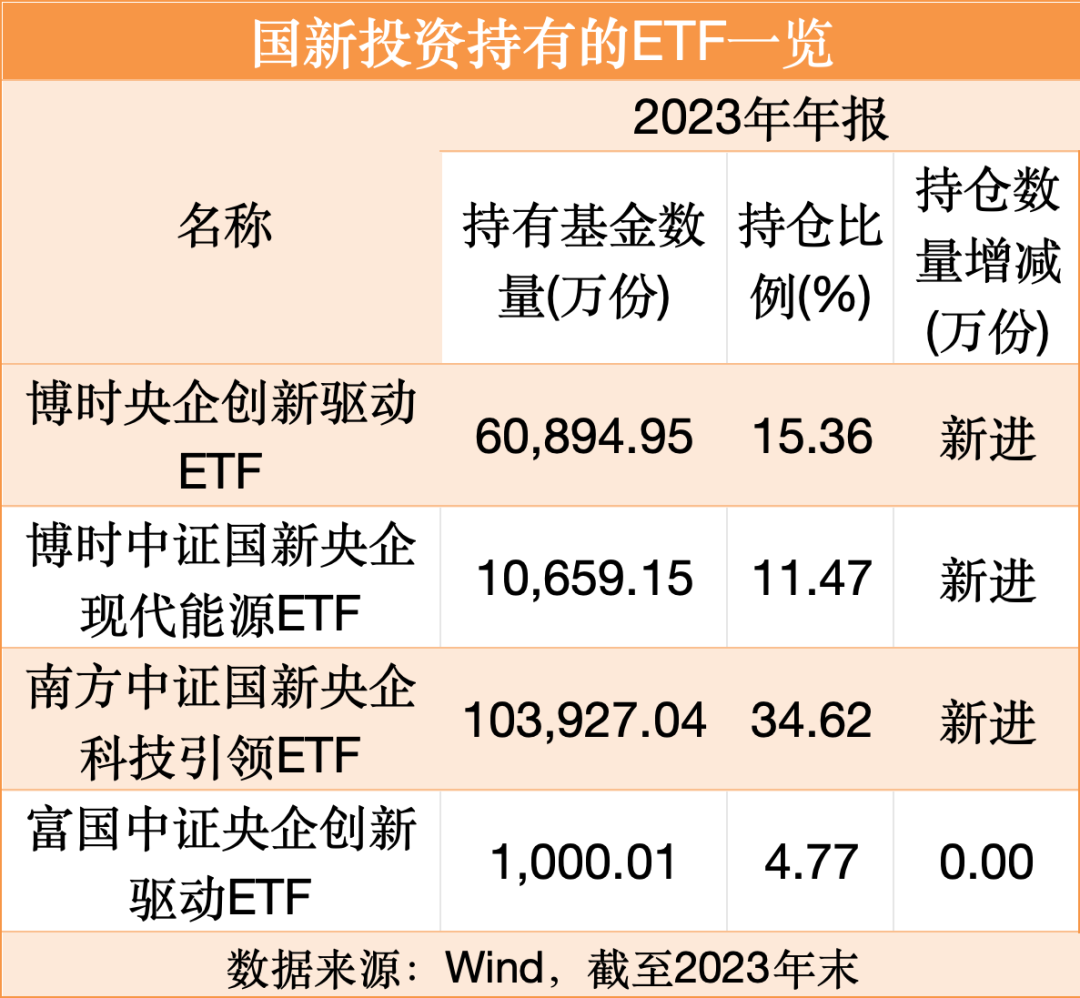 国新投资持有的ETF一览
2023年年报
名称
持有基金数
量(万份)
持仓比
例(%)
持仓数
量增减
(万份)
博时央企创新驱动
ETF
60,894.95
15.36
新进
博时中证国新央企
现代能源ETF
10,659.15
11.47
新进
南方中证国新央企
科技引领ETF
103,927.04
34.62
新进
富国中证央企创新
驱动ETF
1,000.01
4.77
0.00
数据来源：Wind，截至2023年末